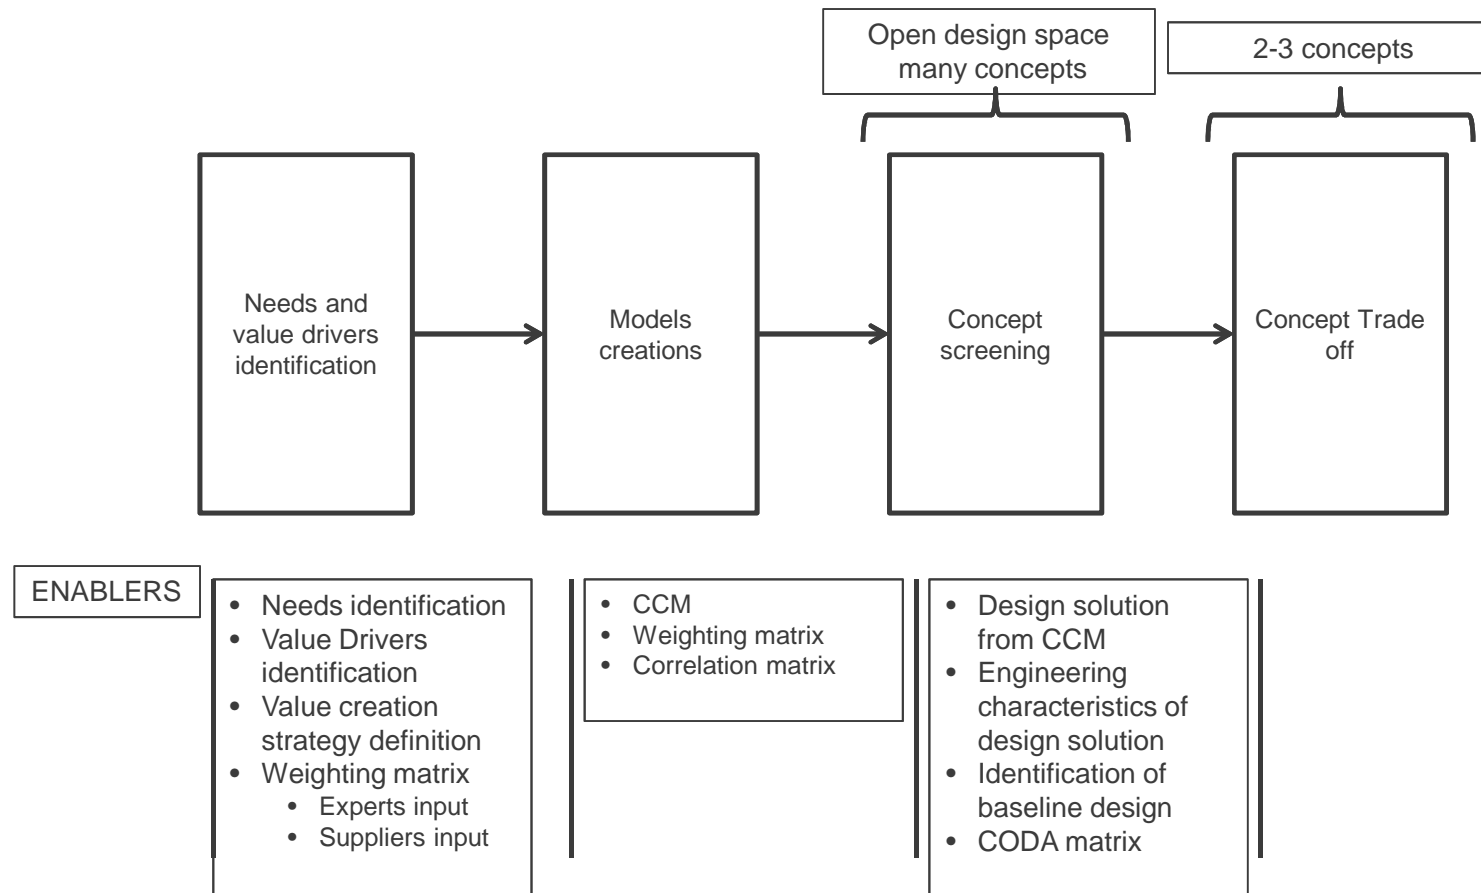 Open design space
many concepts
2-3 concepts
Needs and
value drivers
identification
Models
creations
Concept
screening
Concept Trade
off
ENABLERS
• Needs identification
• Value Drivers
identification
• Value creation
strategy definition
• Weighting matrix
• Experts input
• Suppliers input
• CCM
• Weighting matrix
• Correlation matrix
• Design solution
from CCM
• Engineering
characteristics of
design solution
• Identification of
baseline design
• CODA matrix